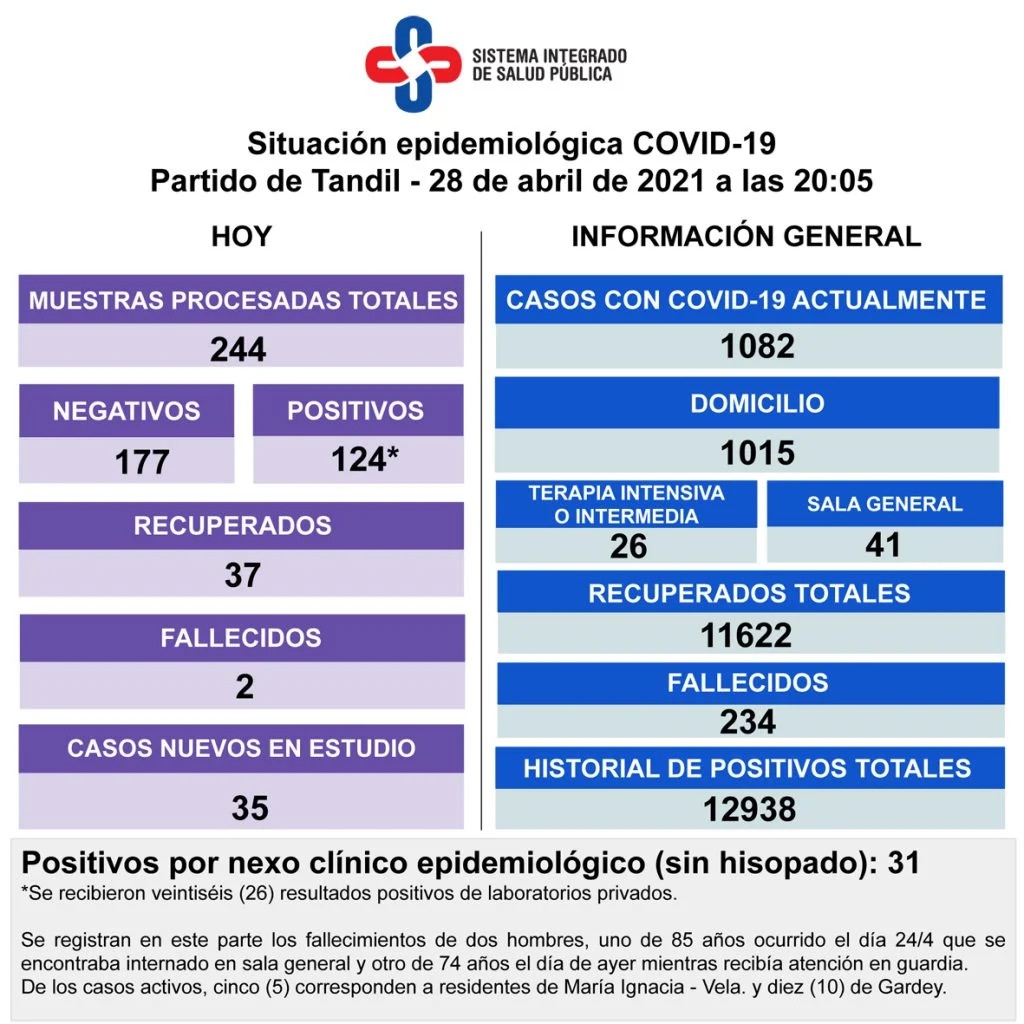 SISTEMA INTEGRADO
DE SALUD PÚBLICA
Situación epidemiológica COVID-19
Partido de Tandil - 28 de abril de 2021 a las 20:05
HOY
MUESTRAS PROCESADAS TOTALES
244
NEGATIVOS
177
POSITIVOS
124*
RECUPERADOS
37
FALLECIDOS
2
CASOS NUEVOS EN ESTUDIO
35
INFORMACIÓN GENERAL
CASOS CON COVID-19 ACTUALMENTE
1082
DOMICILIO
1015
TERAPIA INTENSIVA
O INTERMEDIA
26
SALA GENERAL
41
RECUPERADOS TOTALES
11622
FALLECIDOS
234
HISTORIAL DE POSITIVOS TOTALES
12938
Positivos por nexo clínico epidemiológico (sin hisopado): 31
*Se recibieron veintiséis (26) resultados positivos de laboratorios privados.
Se registran en este parte los fallecimientos de dos hombres, uno de 85 años ocurrido el día 24/4 que se
encontraba internado en sala general y otro de 74 años el día de ayer mientras recibía atención en guardia.
De los casos activos, cinco (5) corresponden a residentes de María Ignacia - Vela. y diez (10) de Gardey.